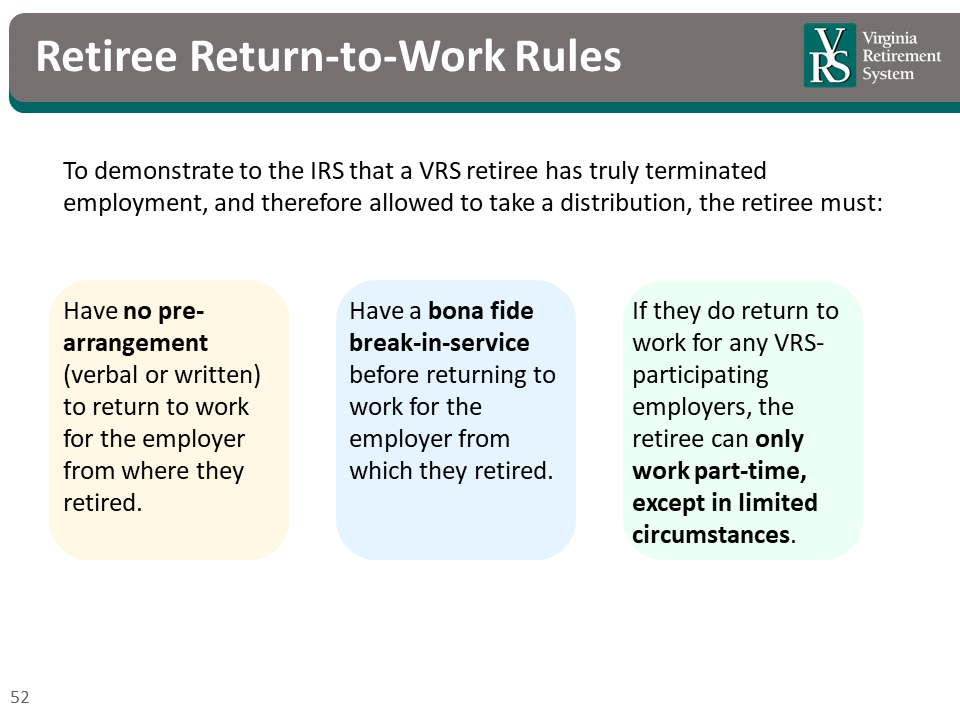 Retiree Return-to-Work Rules
VRS
Virginia
Retirement
System
To demonstrate to the IRS that a VRS retiree has truly terminated
employment, and therefore allowed to take a distribution, the retiree must:
Have no pre-
arrangement
(verbal or written)
to return to work
for the employer
from where they
retired.
Have a bona fide
break-in-service
before returning to
work for the
employer from
which they retired.
If they do return to
work for any VRS-
participating
employers, the
retiree can only
work part-time,
except in limited
circumstances.
52